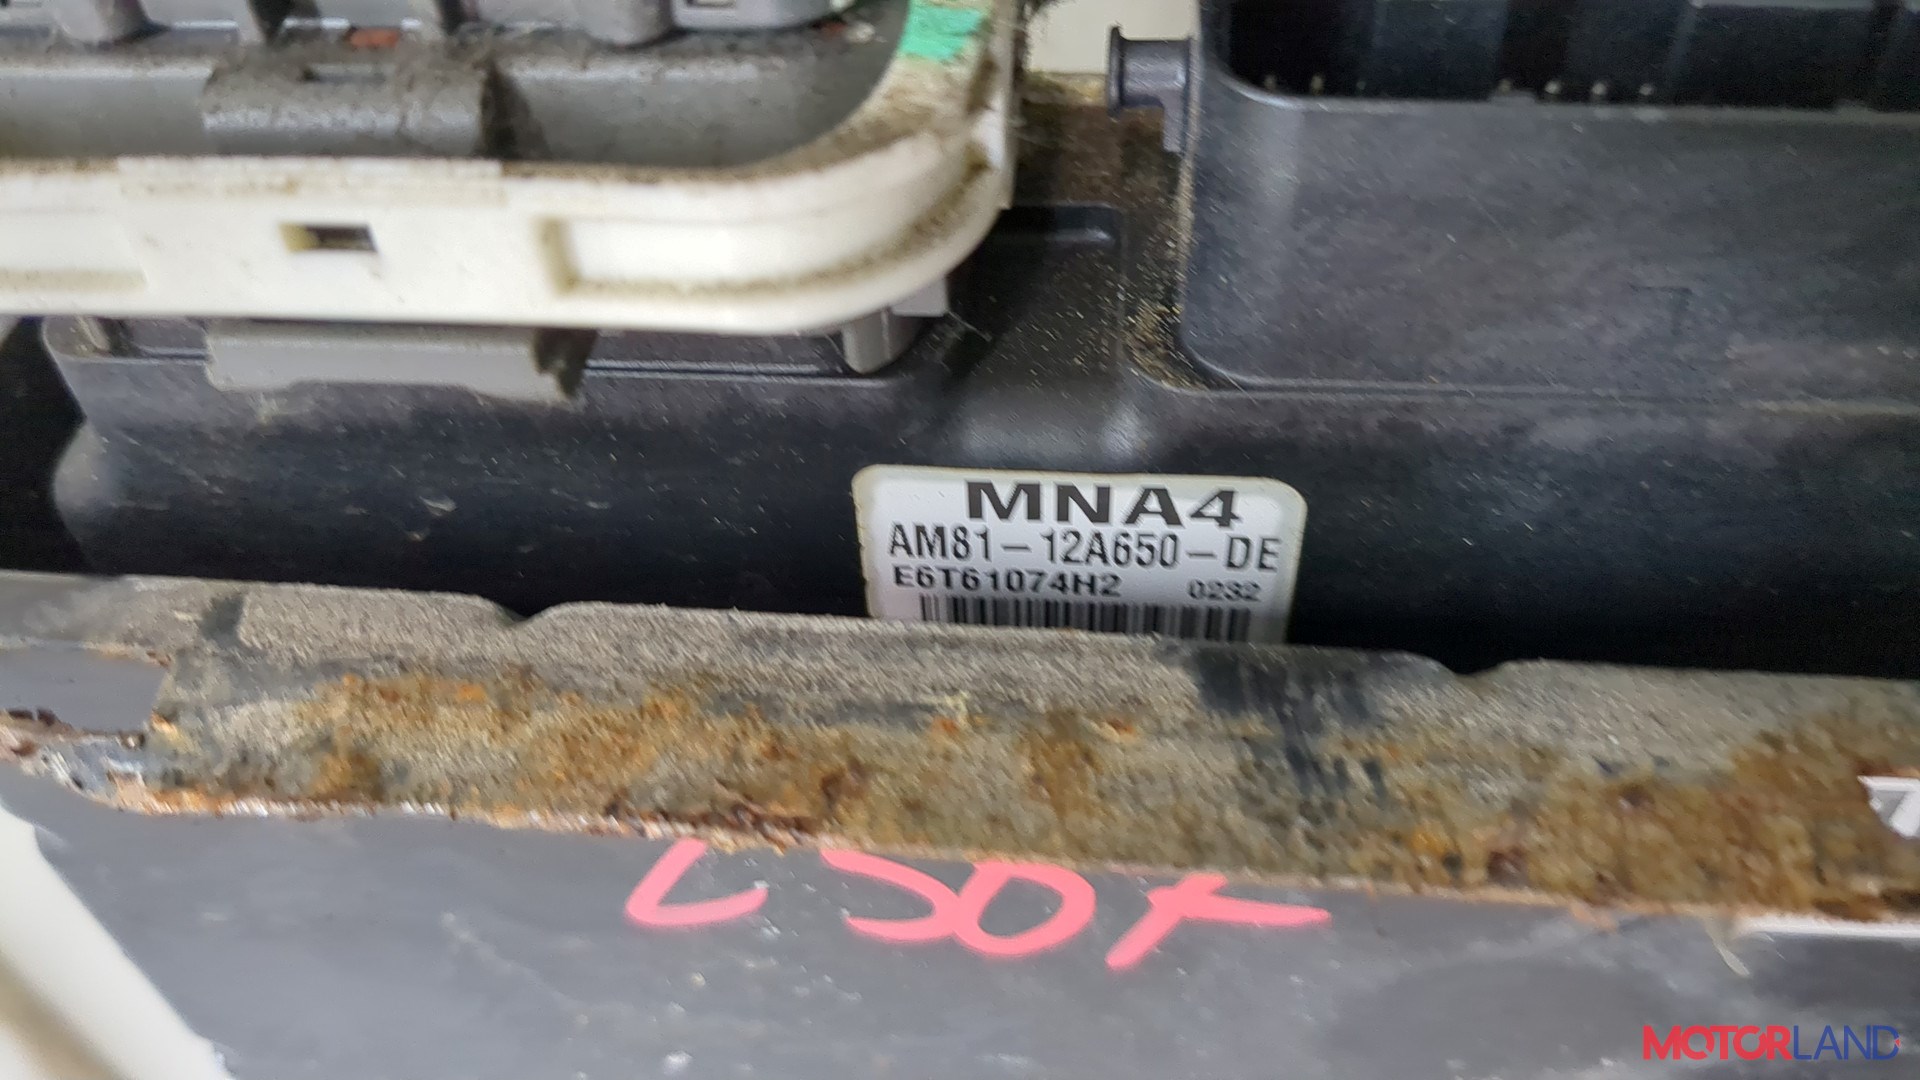 MNA4
AM81-12A650-DE
E6T61074H2 0232
MOTORLAND